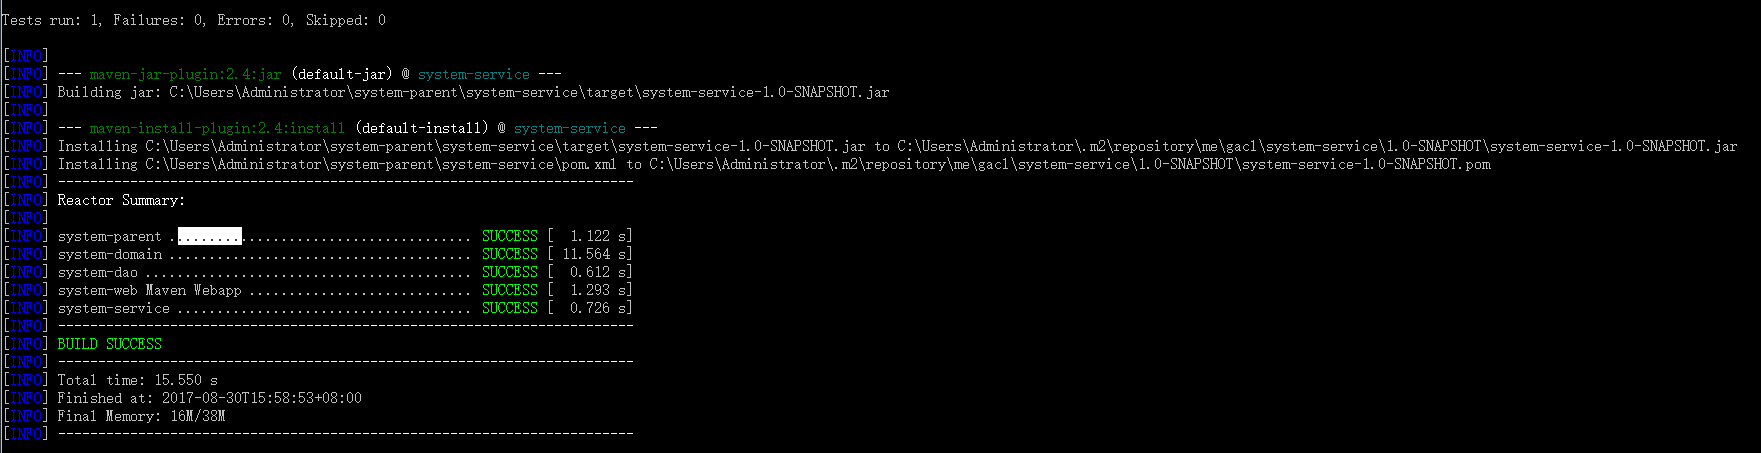 Tests run: 1, Failures: 0, Errors: 0, Skipped: 0
[INFO]
[INFO] --- maven-jar-plugin:2.4:jar (default-jar) @ system-service ---
[INFO] Building jar: C:\Users\Administrator\system-parent\system-service\target\system-service-1.0-SNAPSHOT.jar
[INFO]
[INFO] --- maven-install-plugin:2.4:install (default-install) @ system-service ---
[INFO] Installing C:\Users\Administrator\system-parent\system-service\target\system-service-1.0-SNAPSHOT.jar to C:\Users\Administrator\.m2\repository\me\gacl\system-service\1.0-SNAPSHOT\system-service-1.0-SNAPSHOT.jar
[INFO] Installing C:\Users\Administrator\system-parent\system-service\pom.xml to C:\Users\Administrator\.m2\repository\me\gacl\system-service\1.0-SNAPSHOT\system-service-1.0-SNAPSHOT.pom
[INFO] ------------------------------------------------------------------------
[INFO] Reactor Summary:
[INFO]
[INFO] system-parent ...................................... SUCCESS [  1.122 s]
[INFO] system-domain ...................................... SUCCESS [ 11.564 s]
[INFO] system-dao ......................................... SUCCESS [  0.612 s]
[INFO] system-web Maven Webapp ............................ SUCCESS [  1.293 s]
[INFO] system-service ..................................... SUCCESS [  0.726 s]
[INFO] ------------------------------------------------------------------------
[INFO] BUILD SUCCESS
[INFO] ------------------------------------------------------------------------
[INFO] Total time: 15.550 s
[INFO] Finished at: 2017-08-30T15:58:53+08:00
[INFO] Final Memory: 16M/38M
[INFO] ------------------------------------------------------------------------